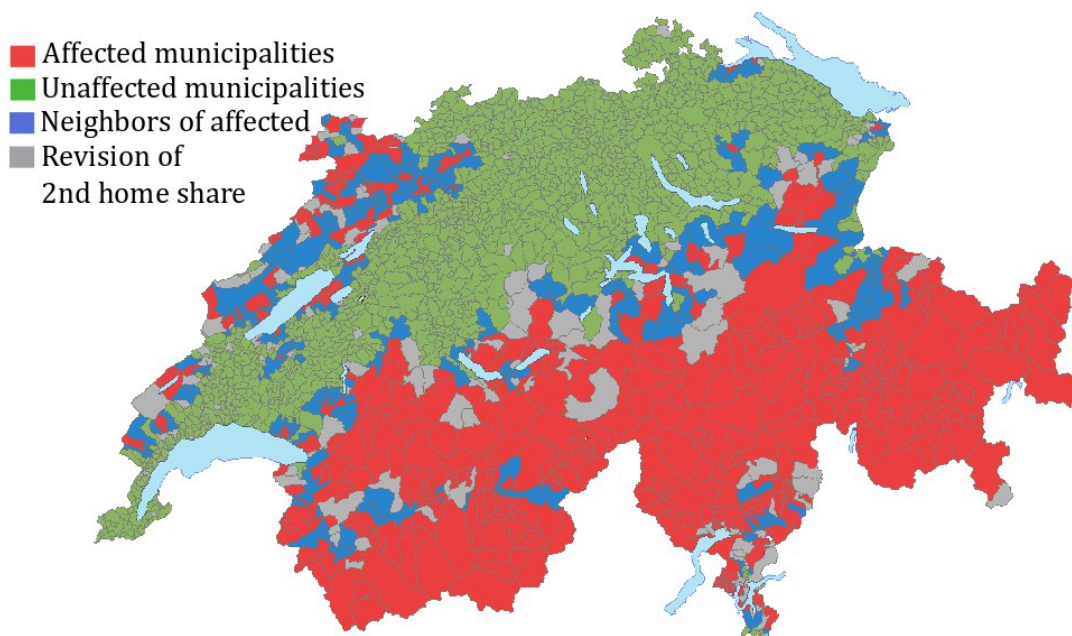 Affected municipalities
Unaffected municipalities
Neighbors of affected
Revision of
2nd home share